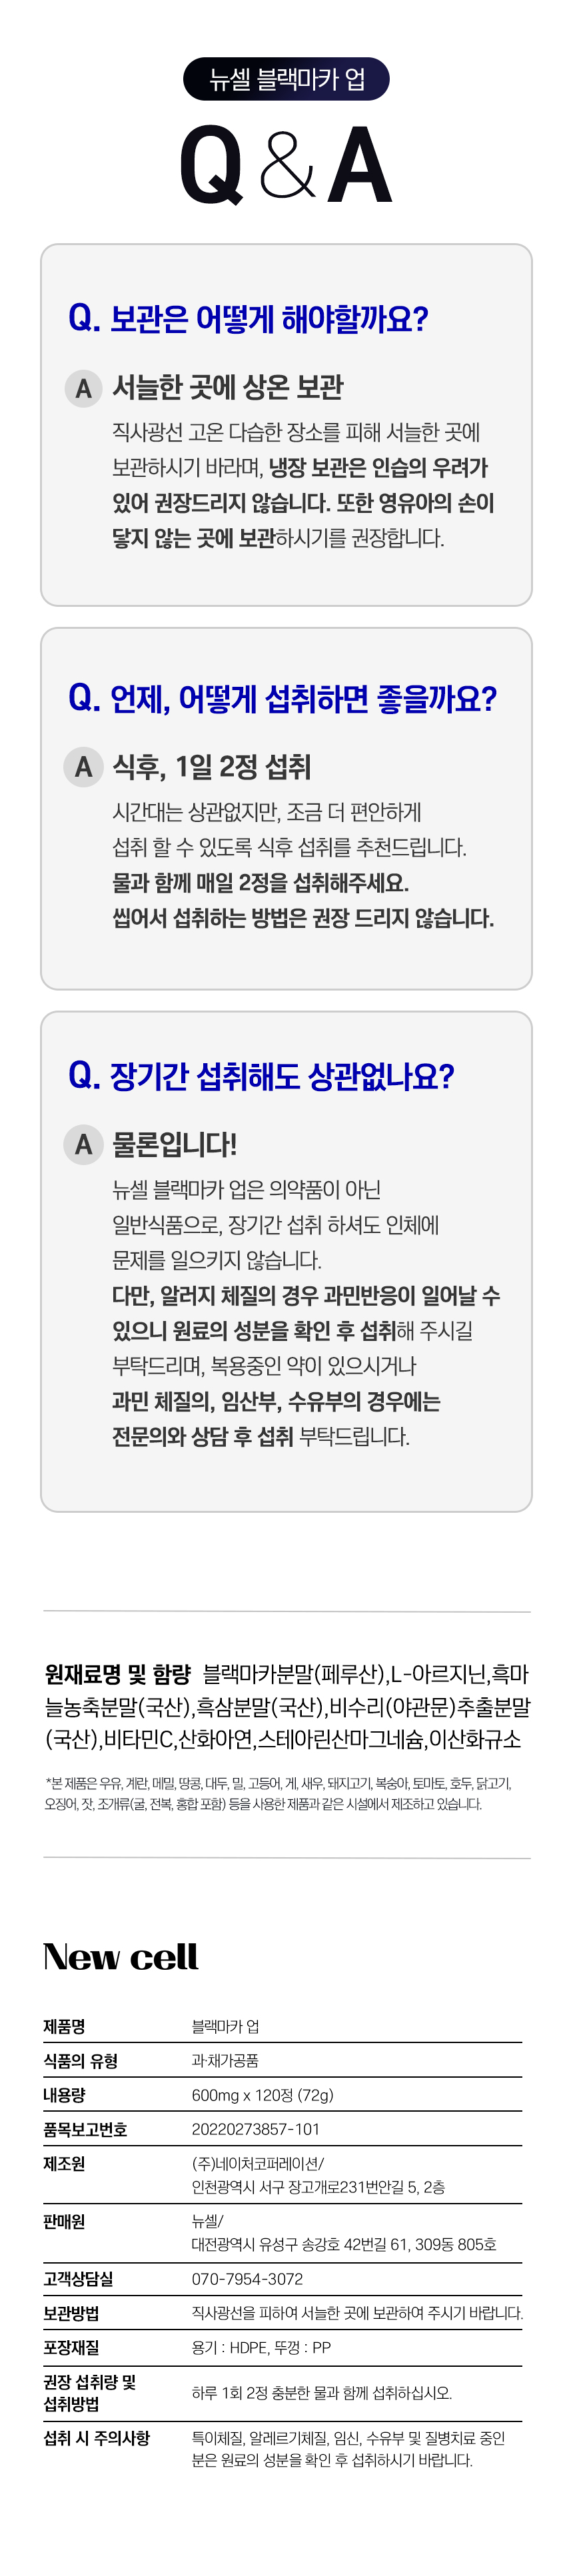 뉴셀 블랙마카 업
Q & A
Q. 보관은 어떻게 해야할까요?
A 서늘한 곳에 상온 보관
직사광선 고온 다습한 장소를 피해 서늘한 곳에
보관하시기 바라며, 냉장 보관은 인습의 우려가
있어 권장드리지 않습니다. 또한 영유아의 손이
닿지 않는 곳에 보관하시기를 권장합니다.
Q. 언제, 어떻게 섭취하면 좋을까요?
A 식후, 1일 2정 섭취
시간대는 상관없지만, 조금 더 편안하게
섭취 할 수 있도록 식후 섭취를 추천드립니다.
물과 함께 매일 2정을 섭취해주세요.
씹어서 섭취하는 방법은 권장 드리지 않습니다.
Q. 장기간 섭취해도 상관없나요?
A 물론입니다!
뉴셀 블랙마카 업은 의약품이 아닌
일반식품으로, 장기간 섭취 하셔도 인체에
문제를 일으키지 않습니다.
다만, 알러지 체질의 경우 과민반응이 일어날 수
있으니 원료의 성분을 확인 후 섭취해 주시길
부탁드리며, 복용중인 약이 있으시거나
과민 체질의, 임산부, 수유부의 경우에는
전문의와 상담 후 섭취 부탁드립니다.
원재료명 및 함량 블랙마카분말(페루산),L-아르지닌,흑마
늘농축분말(국산),흑삼분말(국산),비수리(야관문)추출분말
(국산),비타민C,산화아연,스테아린산마그네슘,이산화규소
*본 제품은 우유, 계란, 메밀, 땅콩, 대두, 밀, 고등어, 게, 새우, 돼지고기, 복숭아, 토마토, 호두, 닭고기,
오징어, 잣, 조개류(굴, 전복, 홍합 포함) 등을 사용한 제품과 같은 시설에서 제조하고 있습니다.
New cell
제품명 블랙마카 업
식품의 유형 과·채가공품
내용량 600mg x 120정 (72g)
품목보고번호 20220273857-101
제조원 (주)네이처코퍼레이션/
인천광역시 서구 장고개로231번안길 5, 2층
판매원 뉴셀/
대전광역시 유성구 송강호 42번길 61, 309동 805호
고객상담실 070-7954-3072
보관방법 직사광선을 피하여 서늘한 곳에 보관하여 주시기 바랍니다.
포장재질 용기 : HDPE, 뚜껑 : PP
권장 섭취량 및
섭취방법 하루 1회 2정 충분한 물과 함께 섭취하십시오.
섭취 시 주의사항 특이체질, 알레르기체질, 임신, 수유부 및 질병치료 중인
분은 원료의 성분을 확인 후 섭취하시기 바랍니다.